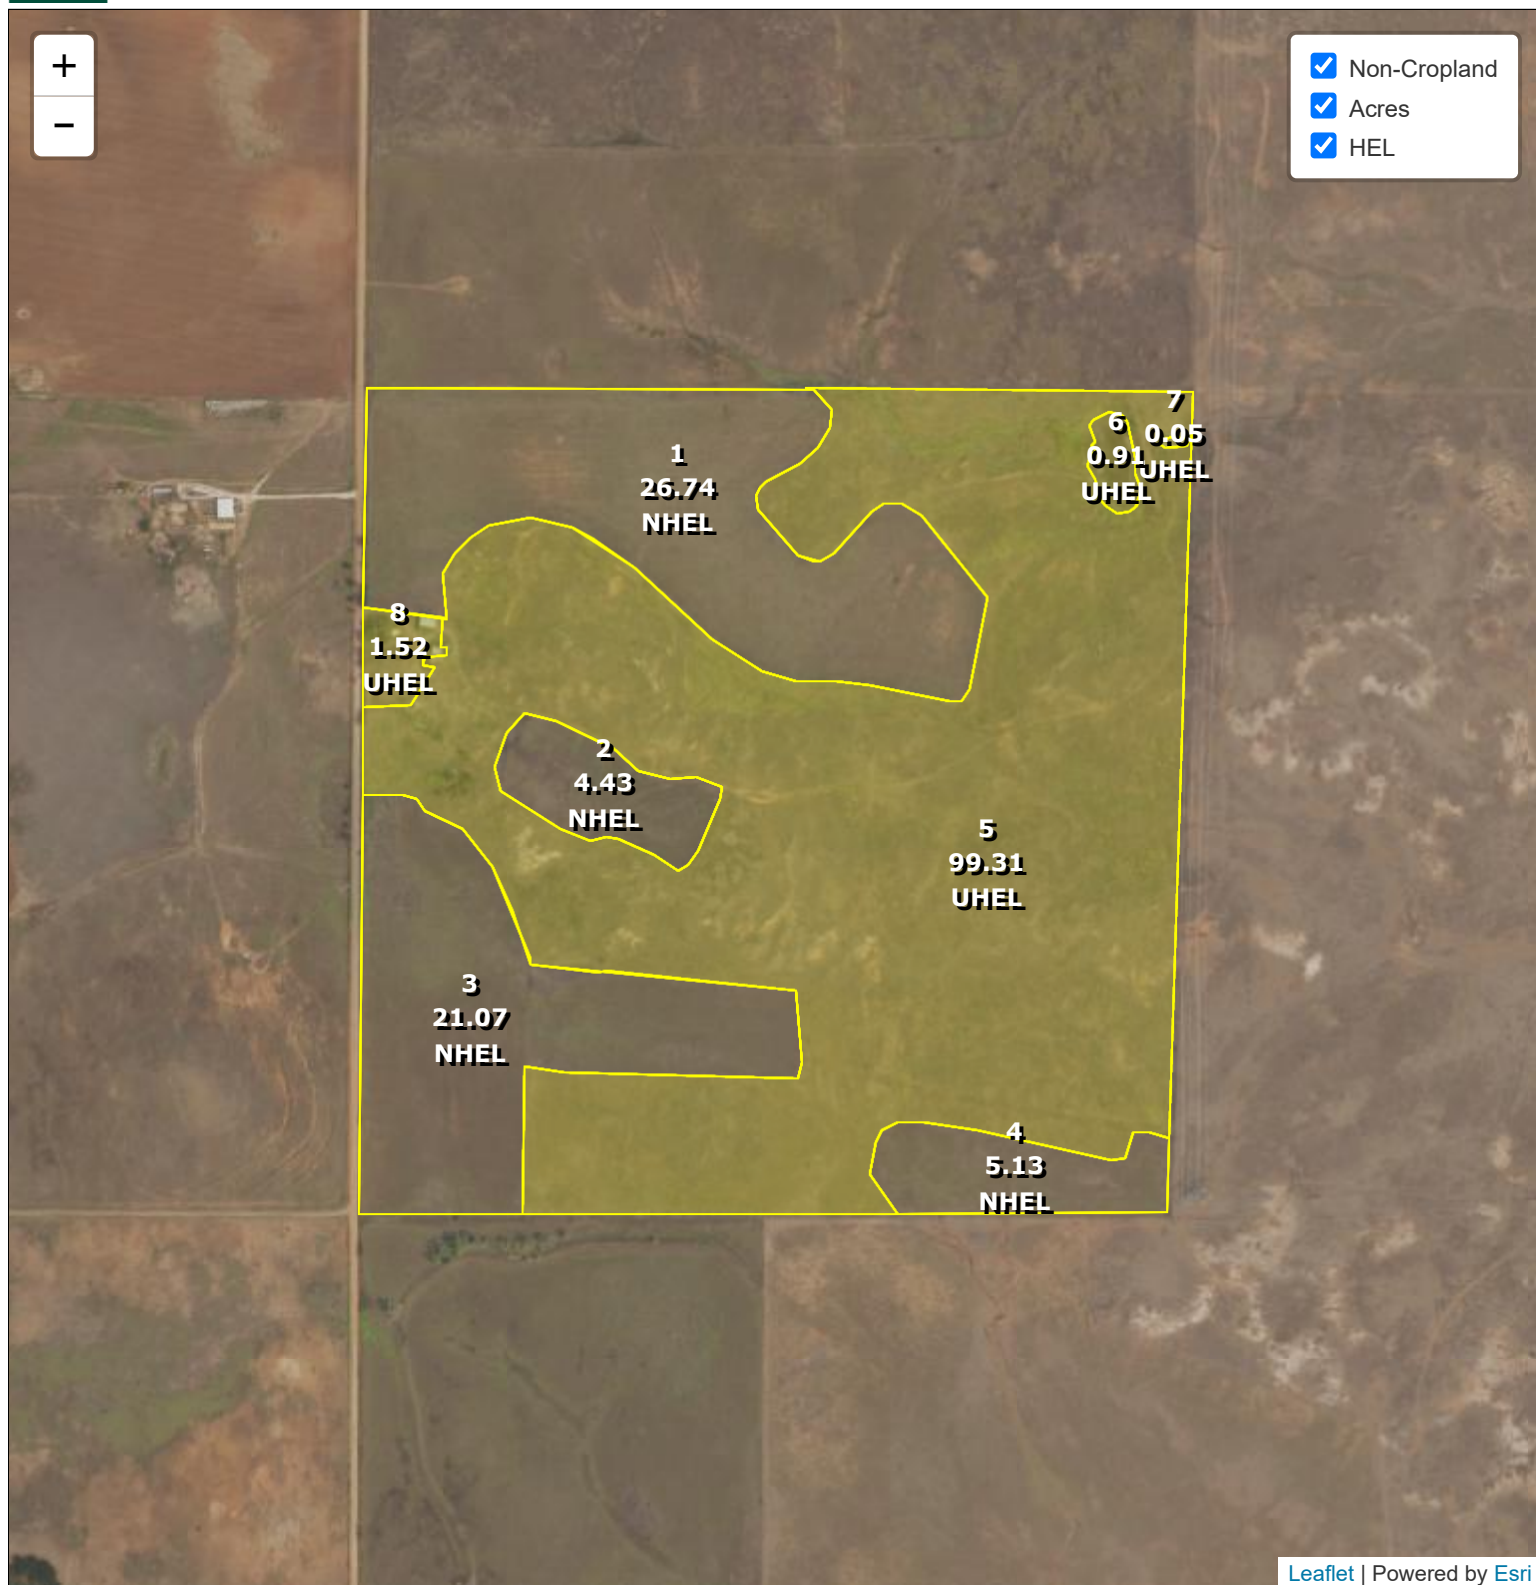 +
−
Non-Cropland
Acres
HEL
7
0.05
UHEL
6
0.91
UHEL
1
26.74
NHEL
8
1.52
UHEL
2
4.43
NHEL
5
99.31
UHEL
3
21.07
NHEL
4
5.13
NHEL
Leaflet | Powered by Esri